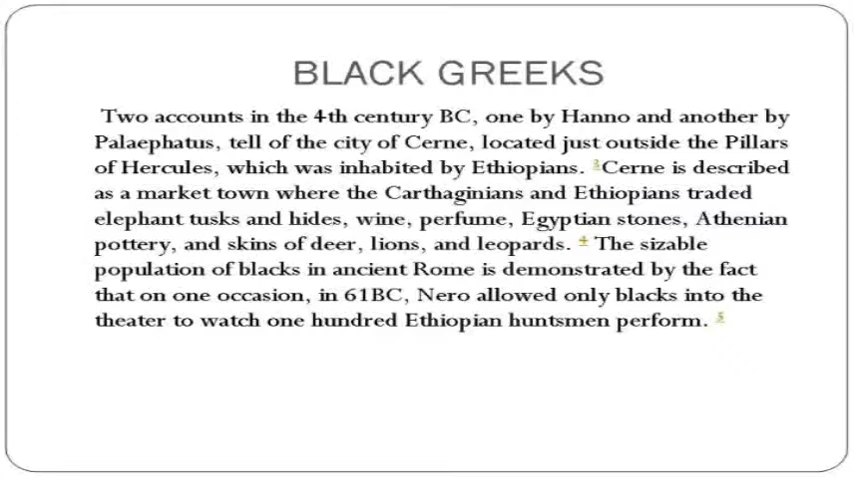 BLACK GREEKS
Two accounts in the 4th century BC, one by Hanno and another by
Palaephatus, tell of the city of Cerne, located just outside the Pillars
of Hercules, which was inhabited by Ethiopians. 3 Cerne is described
as a market town where the Carthaginians and Ethiopians traded
elephant tusks and hides, wine, perfume, Egyptian stones, Athenian
pottery, and skins of deer, lions, and leopards. 4 The sizable
population of blacks in ancient Rome is demonstrated by the fact
that on one occasion, in 61BC, Nero allowed only blacks into the
theater to watch one hundred Ethiopian huntsmen perform. 5